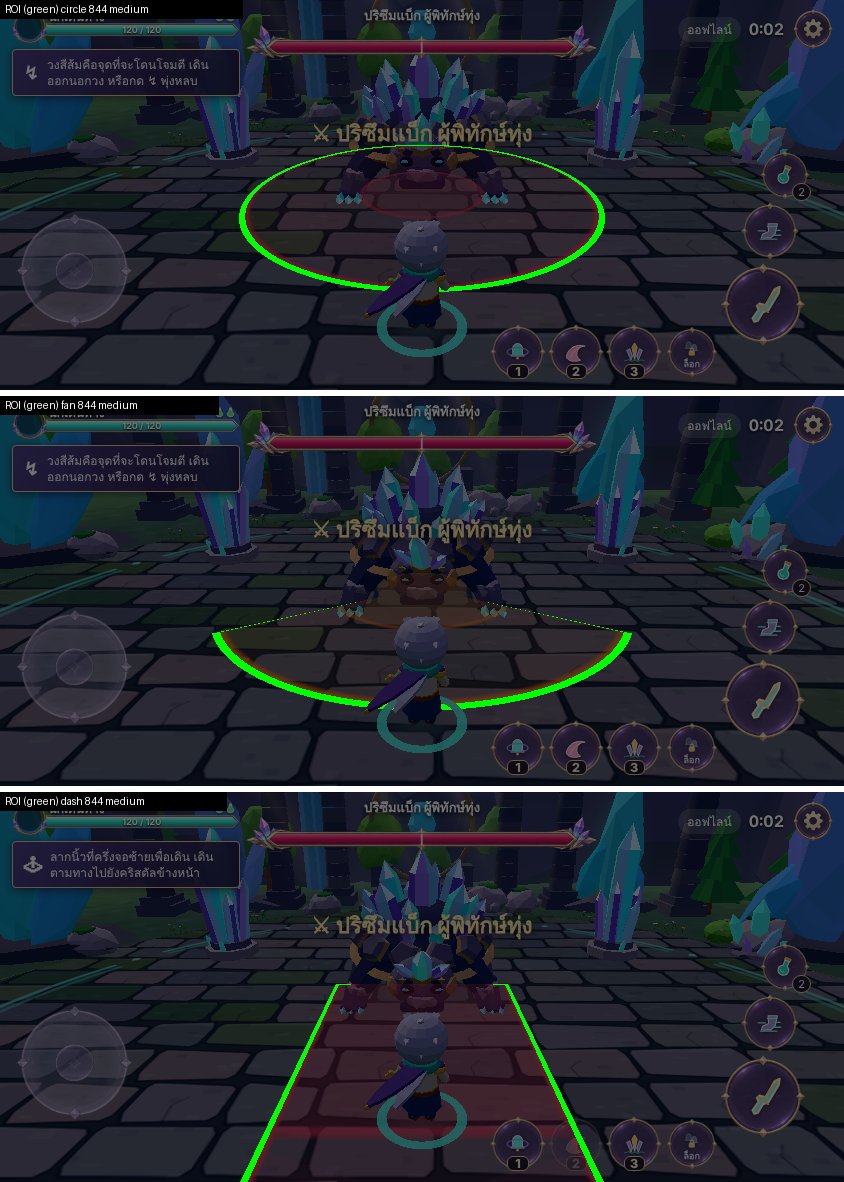 ROI (green) circle 844 medium
120 / 120
ปริซึมแบ็ก ผู้พิทักษ์ทุ่ง
ออฟไลน์ 0:02
วงสีส้มคือจุดที่จะโดนโจมตี เดิน
ออกนอกวง หรือกด ↯ พุ่งหลบ
⚔ ปริซึมแบ็ก ผู้พิทักษ์ทุ่ง
2
1 2 3 ล็อก
ROI (green) fan 844 medium
120 / 120
ปริซึมแบ็ก ผู้พิทักษ์ทุ่ง
ออฟไลน์ 0:02
วงสีส้มคือจุดที่จะโดนโจมตี เดิน
ออกนอกวง หรือกด ↯ พุ่งหลบ
⚔ ปริซึมแบ็ก ผู้พิทักษ์ทุ่ง
2
1 2 3 ล็อก
ROI (green) dash 844 medium
120 / 120
ปริซึมแบ็ก ผู้พิทักษ์ทุ่ง
ออฟไลน์ 0:02
ลากนิ้วที่ครึ่งจอซ้ายเพื่อเดิน เดิน
ตามทางไปยังคริสตัลข้างหน้า
⚔ ปริซึมแบ็ก ผู้พิทักษ์ทุ่ง
2
1 2 3 ล็อก